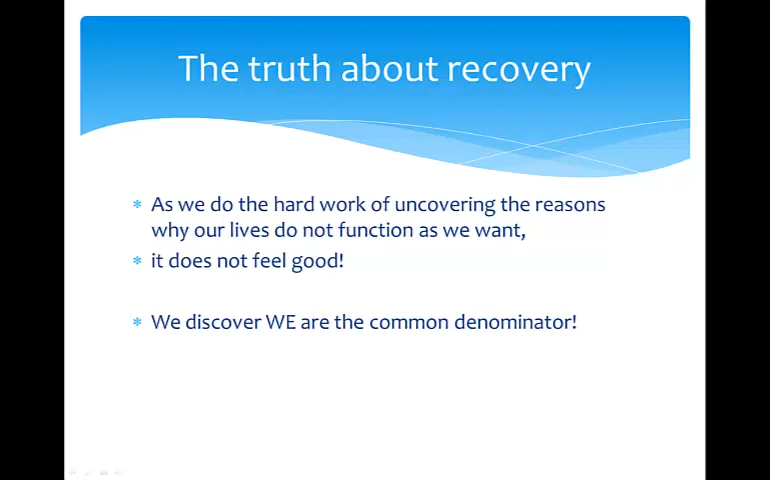 The truth about recovery
* As we do the hard work of uncovering the reasons
why our lives do not function as we want,
* it does not feel good!
* We discover WE are the common denominator!